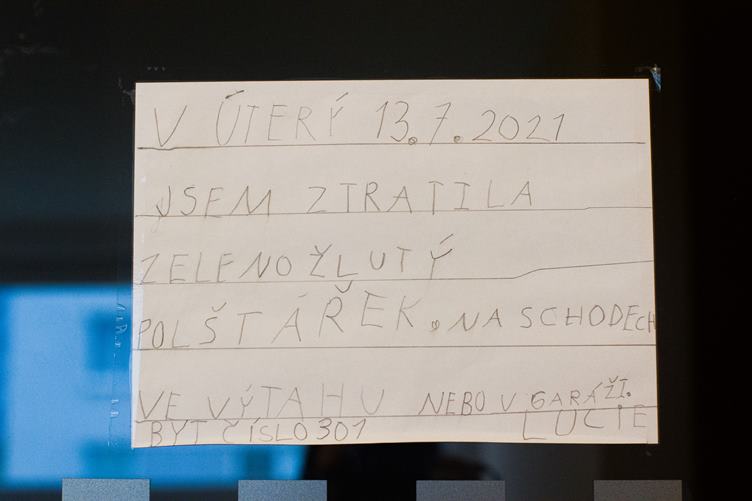 V ÚTERÝ 13.7.2021
JSEM ZTRATILA
ZELENOŽLUTÝ
POLŠTÁŘEK. NA SCHODECH
VE VÝTAHU NEBO V GARÁŽI.
BYT ČÍSLO 301 LUCIE